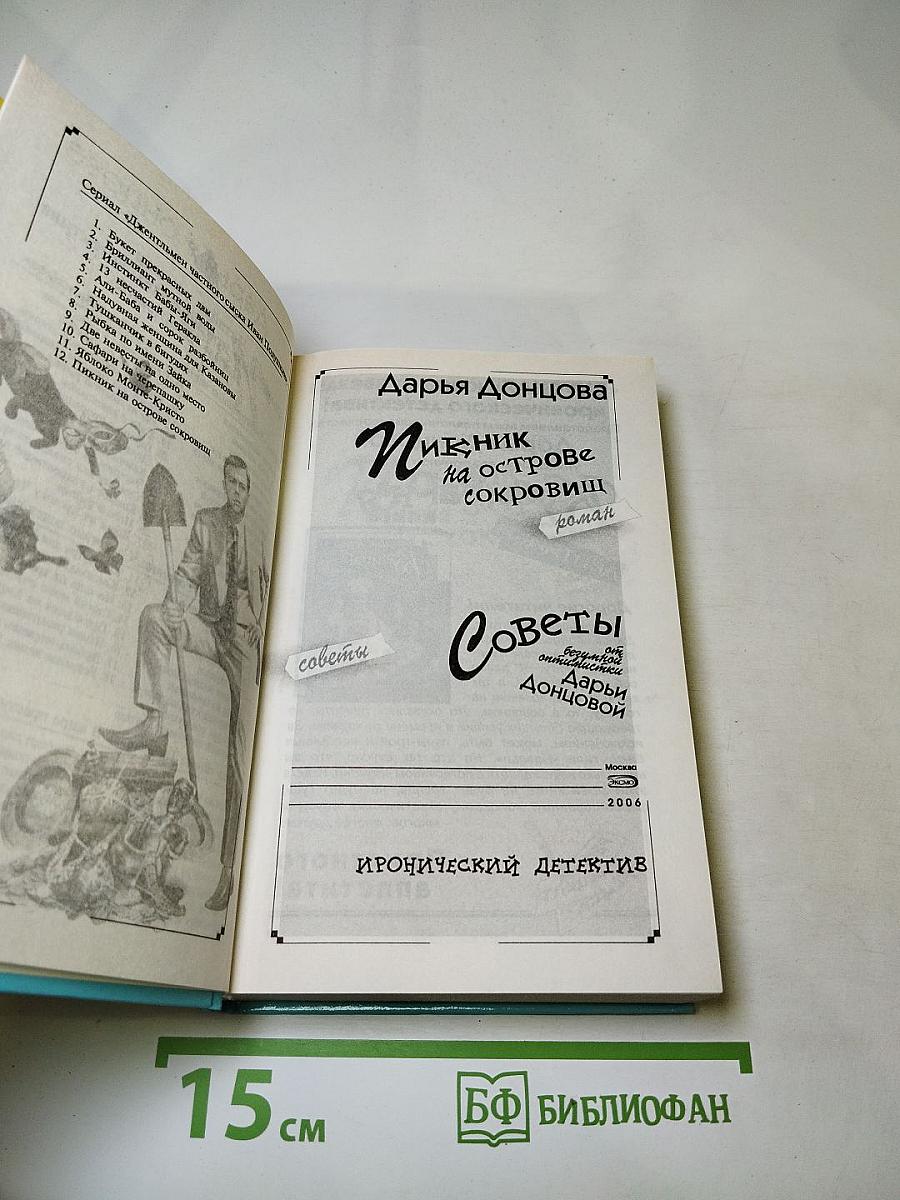 Сериал «Джентльмен частного сыска Иван
1. Букет прекрасных дам
2. Бриллиант мутной воды
3. Инстинкт Бабы-Яги
4. 13 несчастий Геракла
5. Али-Баба и сорок разбойниц
6. Надувная женщина для Казановы
7. Тушканчик в бигудях
8. Рыбка по имени Зайка
9. Две невесты на одно место
10. Сафари на черепашку
11. Яблоко Монте-Кристо
12. Пикник на острове сокровищ
Дарья Донцова
Пикник
на острове
сокровищ
роман
Советы
от
безумной
оптимистки
Дарьи
Донцовой
советы
Москва
ЭКСМО
2006
ИРОНИЧЕСКИЙ ДЕТЕКТИВ
15 см
БФ БИБЛИОФАН